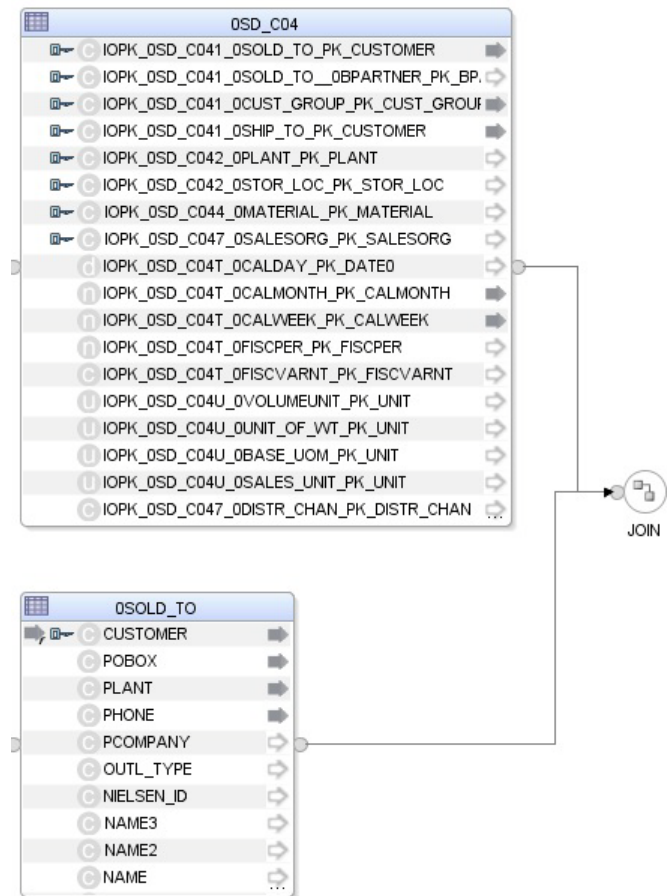 0SD_C04
IOPK_0SD_C041_0SOLD_TO_PK_CUSTOMER
IOPK_0SD_C041_0SOLD_TO__0BPARTNER_PK_BP.
IOPK_0SD_C041_0CUST_GROUP_PK_CUST_GROUP
IOPK_0SD_C041_0SHIP_TO_PK_CUSTOMER
IOPK_0SD_C042_0PLANT_PK_PLANT
IOPK_0SD_C042_0STOR_LOC_PK_STOR_LOC
IOPK_0SD_C044_0MATERIAL_PK_MATERIAL
IOPK_0SD_C047_0SALESORG_PK_SALESORG
d IOPK_0SD_C04T_0CALDAY_PK_DATE0
n IOPK_0SD_C04T_0CALMONTH_PK_CALMONTH
n IOPK_0SD_C04T_0CALWEEK_PK_CALWEEK
n IOPK_0SD_C04T_0FISCPER_PK_FISCPER
C IOPK_0SD_C04T_0FISCVARNT_PK_FISCVARNT
U IOPK_0SD_C04U_0VOLUMEUNIT_PK_UNIT
U IOPK_0SD_C04U_0UNIT_OF_WT_PK_UNIT
U IOPK_0SD_C04U_0BASE_UOM_PK_UNIT
U IOPK_0SD_C04U_0SALES_UNIT_PK_UNIT
C IOPK_0SD_C047_0DISTR_CHAN_PK_DISTR_CHAN ...
JOIN
0SOLD_TO
C CUSTOMER
C POBOX
C PLANT
C PHONE
C PCOMPANY
C OUTL_TYPE
C NIELSEN_ID
C NAME3
C NAME2
C NAME ...